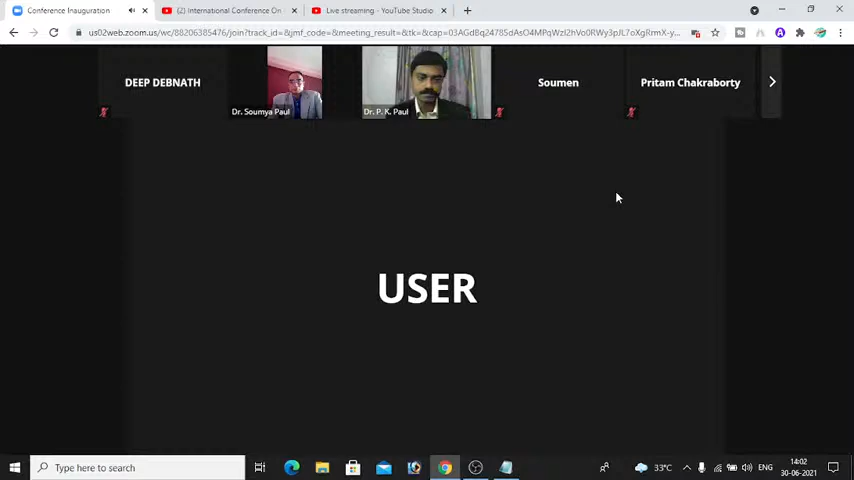 Conference Inauguration
(2) International Conference On
Live streaming - YouTube Studio
us02web.zoom.us/wc/88206385476/join?track_id=&jmf_code=&meeting_result=&tk=&cap=03AGdBq24785dAsO4MPqWzI2hVo0RWy3pJL7oXgRrmX-y...
DEEP DEBNATH
Dr. Soumya Paul
Dr. P. K. Paul
Soumen
Pritam Chakraborty
USER
Type here to search
33°C
ENG
14:02
30-06-2021